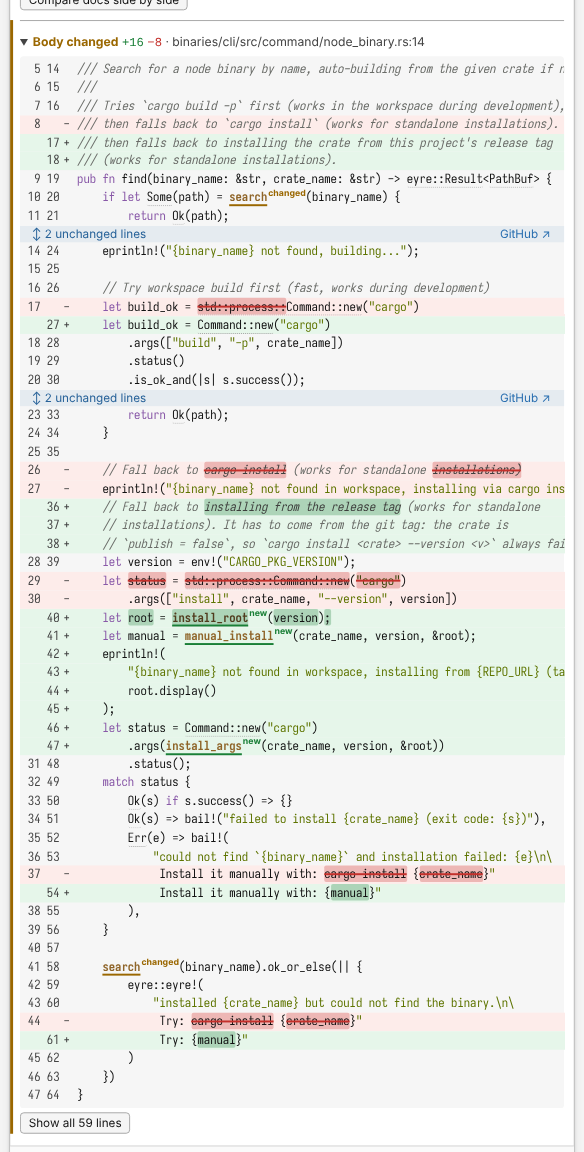 Compare docs side by side
▼ Body changed +16 −8 · binaries/cli/src/command/node_binary.rs:14
5 14 /// Search for a node binary by name, auto-building from the given crate if n
6 15 ///
7 16 /// Tries `cargo build -p` first (works in the workspace during development),
8 − /// then falls back to `cargo install` (works for standalone installations).
17 + /// then falls back to installing the crate from this project's release tag
18 + /// (works for standalone installations).
9 19 pub fn find(binary_name: &str, crate_name: &str) -> eyre::Result<PathBuf> {
10 20 if let Some(path) = search changed(binary_name) {
11 21 return Ok(path);
↕ 2 unchanged lines GitHub ↗
14 24 eprintln!("{binary_name} not found, building...");
15 25
16 26 // Try workspace build first (fast, works during development)
17 − let build_ok = std::process::Command::new("cargo")
27 + let build_ok = Command::new("cargo")
18 28 .args(["build", "-p", crate_name])
19 29 .status()
20 30 .is_ok_and(|s| s.success());
↕ 2 unchanged lines GitHub ↗
23 33 return Ok(path);
24 34 }
25 35
26 − // Fall back to cargo install (works for standalone installations)
27 − eprintln!("{binary_name} not found in workspace, installing via cargo ins
36 + // Fall back to installing from the release tag (works for standalone
37 + // installations). It has to come from the git tag: the crate is
38 + // `publish = false`, so `cargo install <crate> --version <v>` always fai
28 39 let version = env!("CARGO_PKG_VERSION");
29 − let status = std::process::Command::new("cargo")
30 − .args(["install", crate_name, "--version", version])
40 + let root = install_root new(version);
41 + let manual = manual_install new(crate_name, version, &root);
42 + eprintln!(
43 + "{binary_name} not found in workspace, installing from {REPO_URL} (ta
44 + root.display()
45 + );
46 + let status = Command::new("cargo")
47 + .args(install_args new(crate_name, version, &root))
31 48 .status();
32 49 match status {
33 50 Ok(s) if s.success() => {}
34 51 Ok(s) => bail!("failed to install {crate_name} (exit code: {s})"),
35 52 Err(e) => bail!(
36 53 "could not find `{binary_name}` and installation failed: {e}\n\
37 − Install it manually with: cargo install {crate_name}"
54 + Install it manually with: {manual}"
38 55 ),
39 56 }
40 57
41 58 search changed(binary_name).ok_or_else(|| {
42 59 eyre::eyre!(
43 60 "installed {crate_name} but could not find the binary.\n\
44 − Try: cargo install {crate_name}"
61 + Try: {manual}"
45 62 )
46 63 })
47 64 }
Show all 59 lines